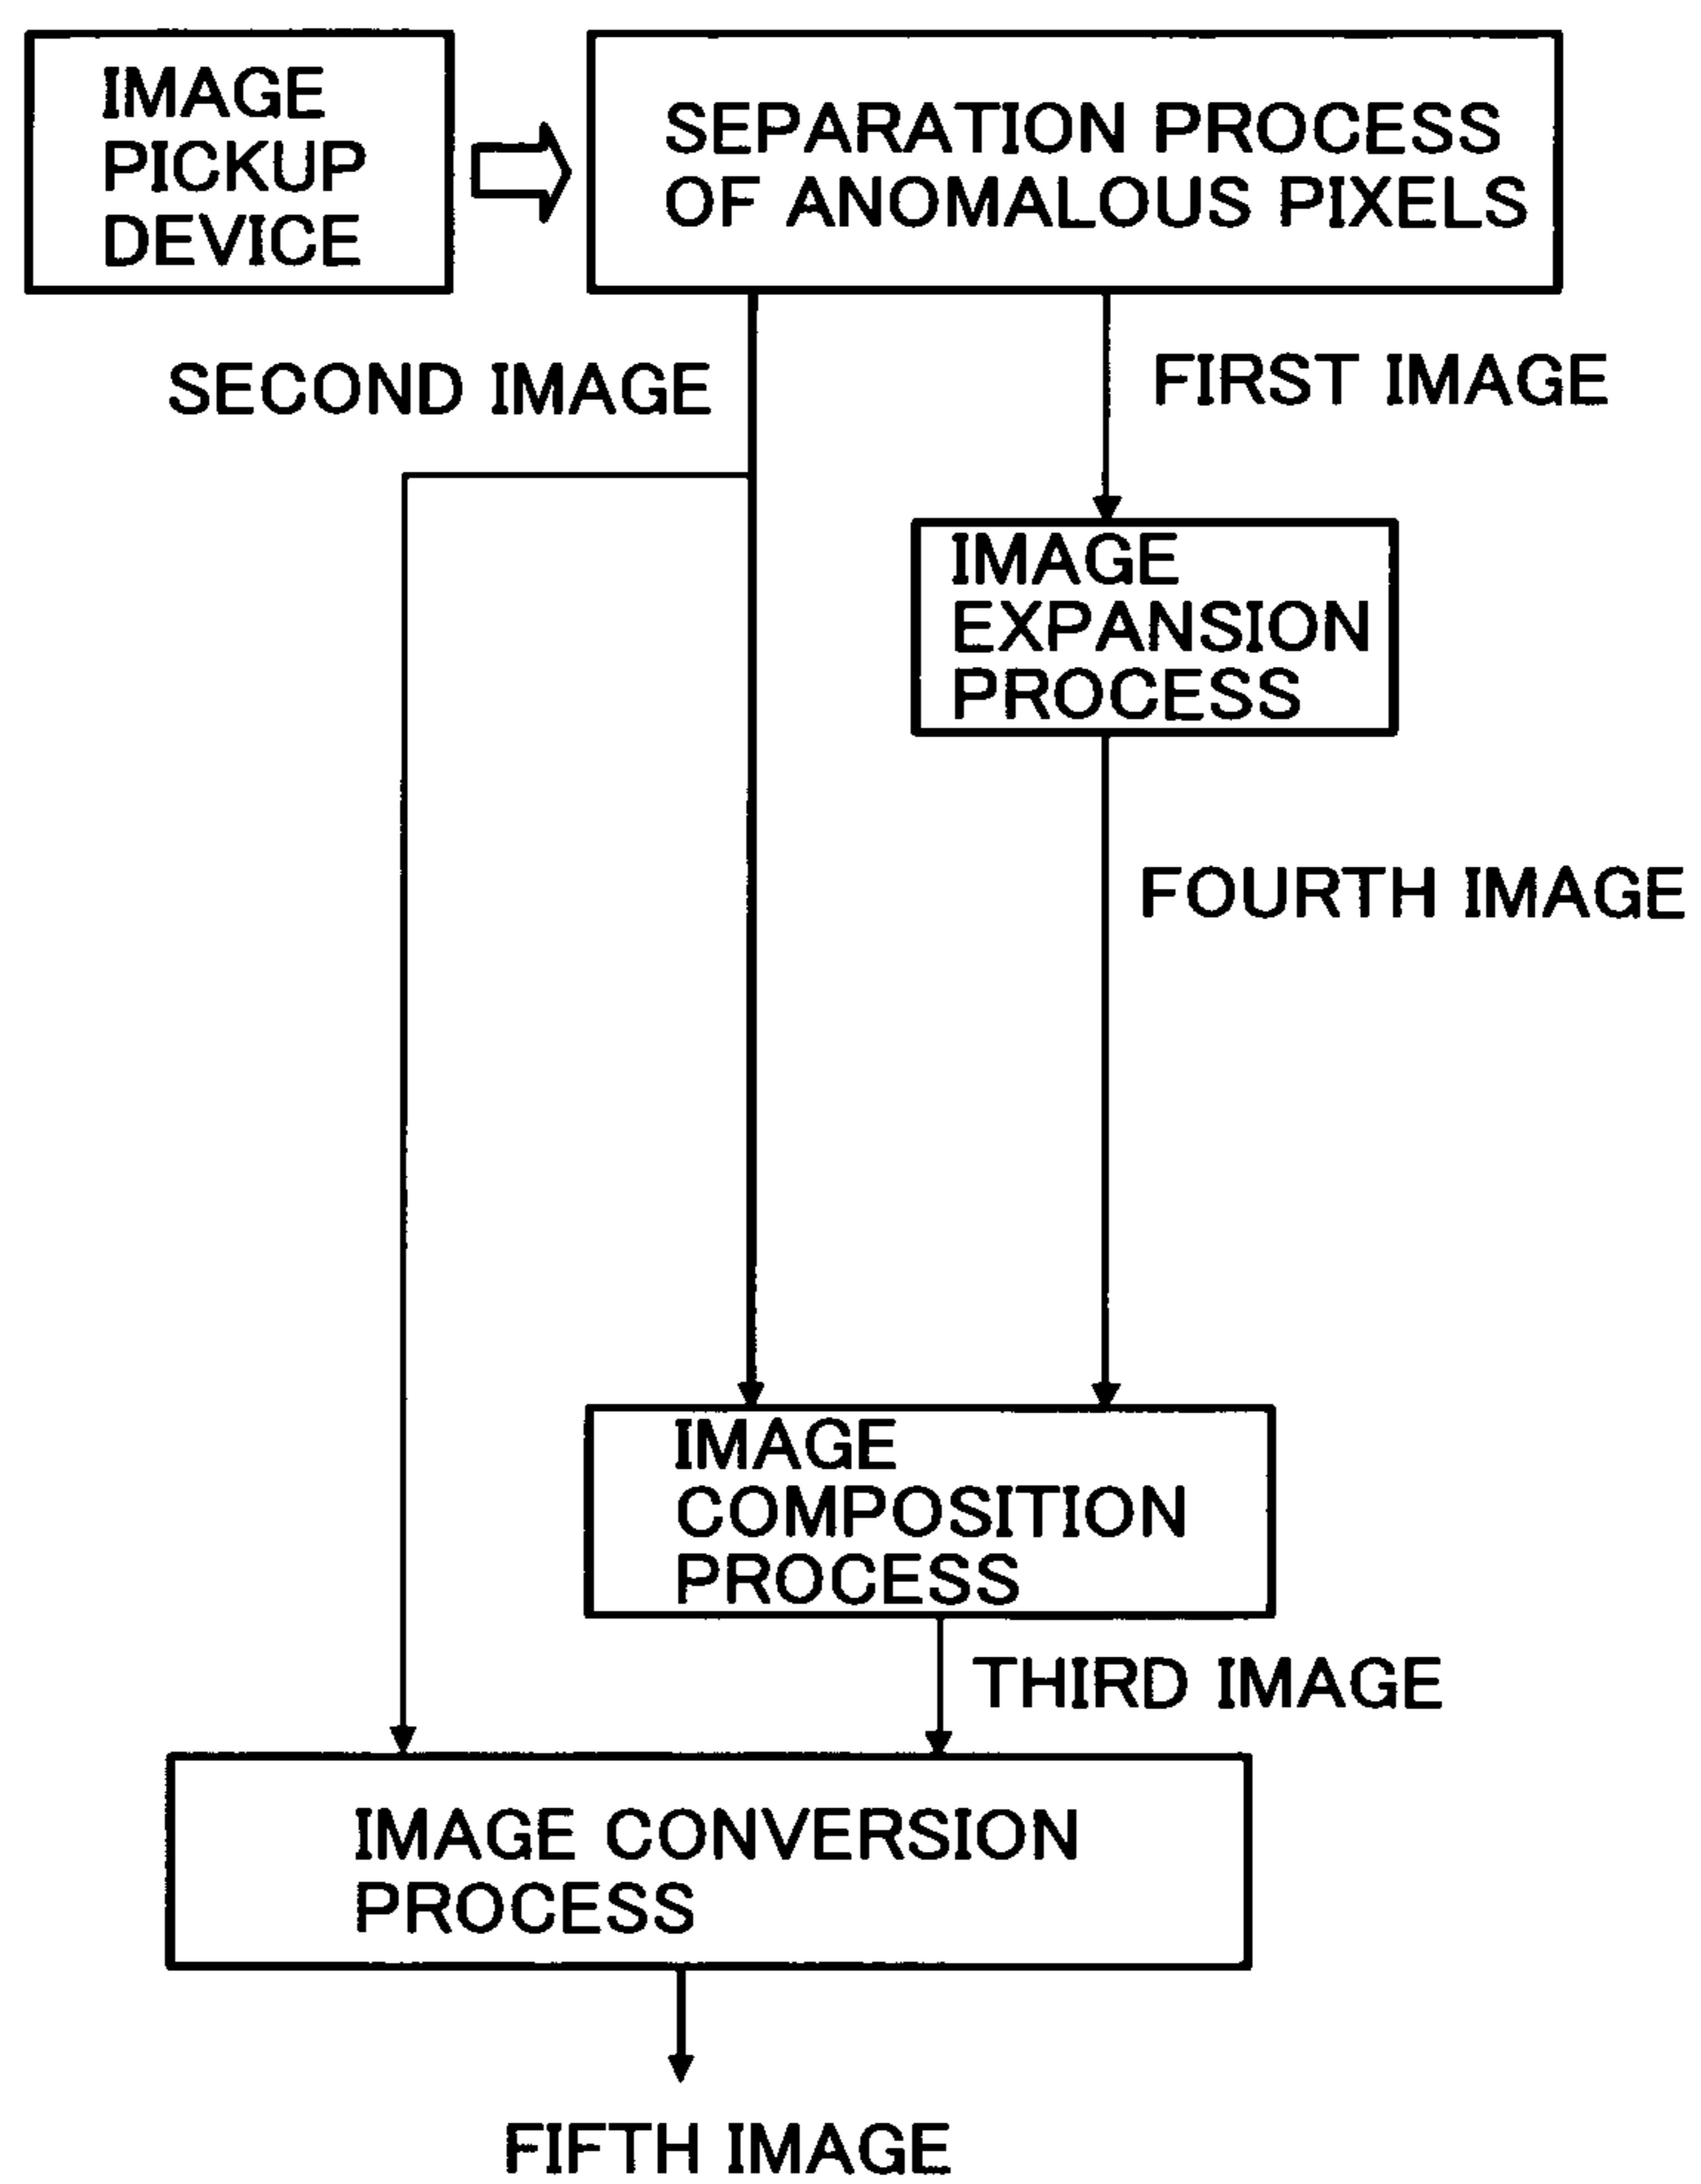 IMAGE
PICKUP
DEVICE
SEPARATION PROCESS
OF ANOMALOUS PIXELS
SECOND IMAGE
FIRST IMAGE
IMAGE
EXPANSION
PROCESS
FOURTH IMAGE
IMAGE
COMPOSITION
PROCESS
THIRD IMAGE
IMAGE CONVERSION
PROCESS
FIFTH IMAGE